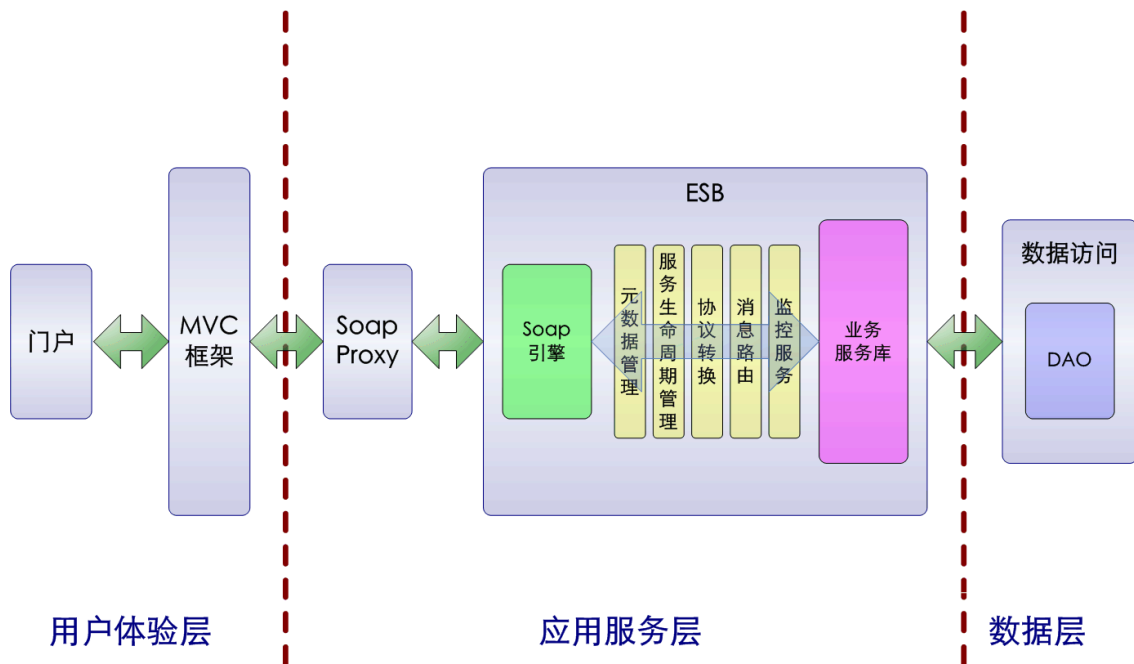 门户
MVC
框架
Soap
Proxy
ESB
Soap
引擎
元数据管理
服务生命周期管理
协议转换
消息路由
监控服务
业务
服务库
数据访问
DAO
用户体验层
应用服务层
数据层